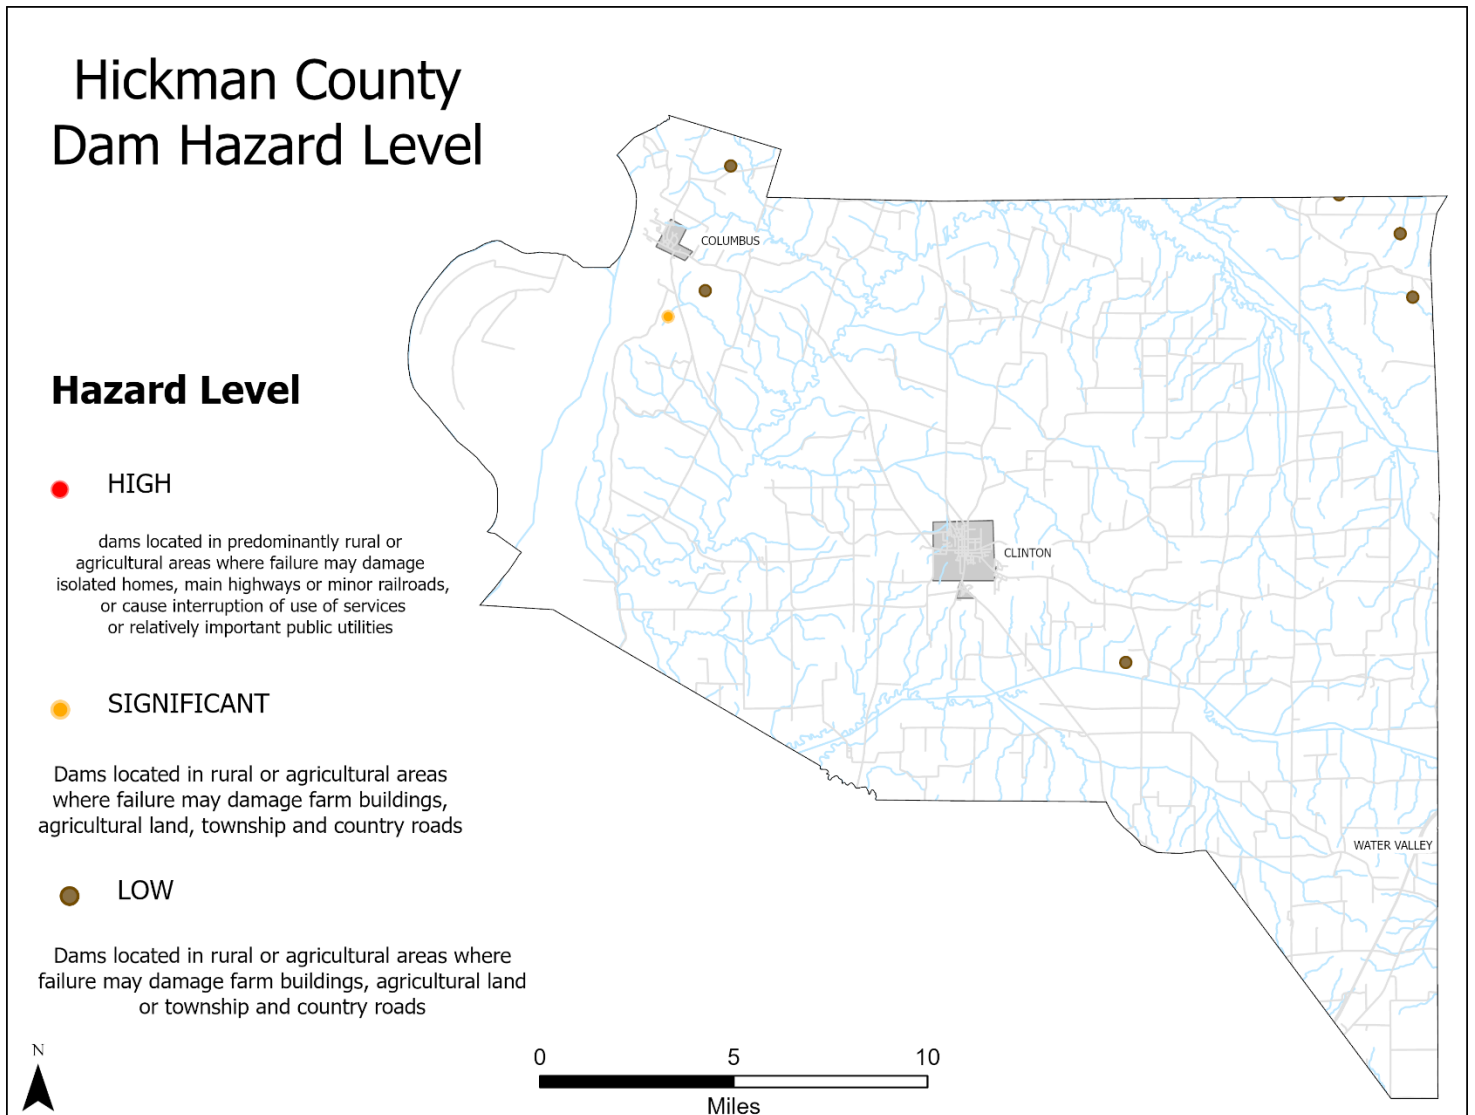 Hickman County
Dam Hazard Level
COLUMBUS
Hazard Level
HIGH
dams located in predominantly rural or
agricultural areas where failure may damage
isolated homes, main highways or minor railroads,
or cause interruption of use of services
or relatively important public utilities
CLINTON
SIGNIFICANT
Dams located in rural or agricultural areas
where failure may damage farm buildings,
agricultural land, township and country roads
WATER VALLEY
LOW
Dams located in rural or agricultural areas where
failure may damage farm buildings, agricultural land
or township and country roads
N
0 5 10
Miles